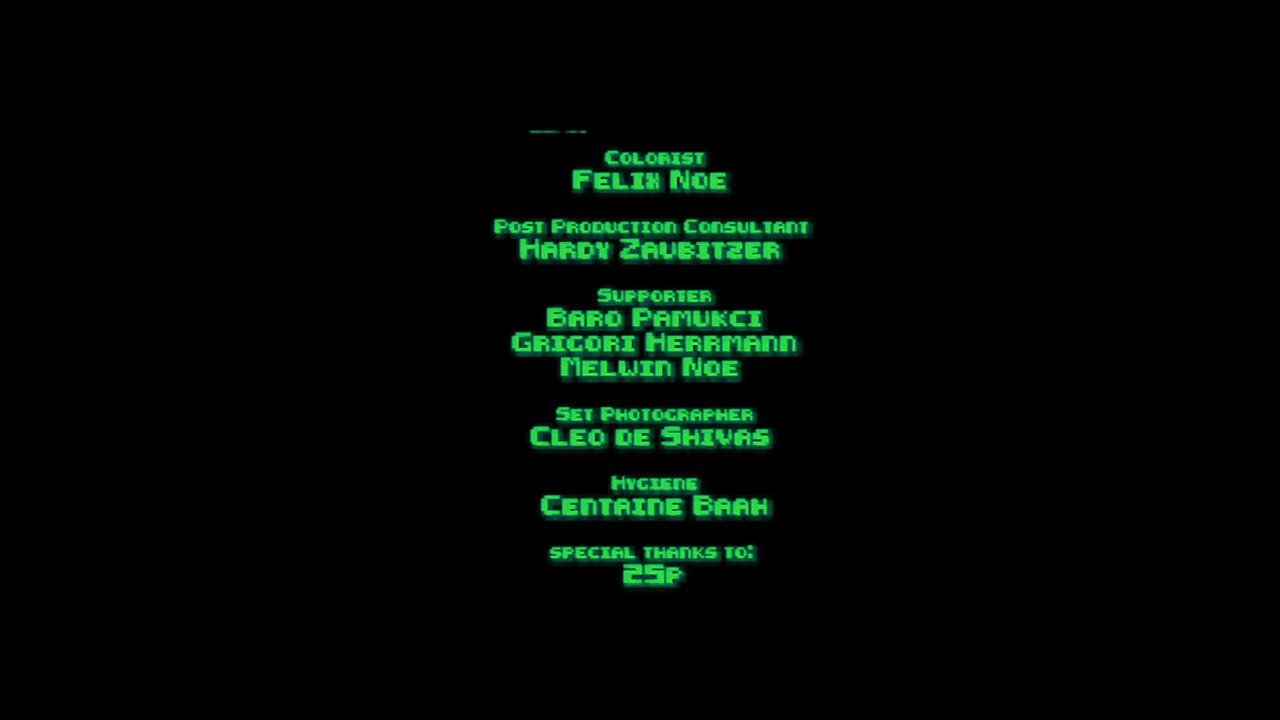 Colorist
Felix Noe
Post Production Consultant
Hardy Zaubitzer
Supporter
Baro Pamukci
Grigori Herrmann
Melwin Noe
Set Photographer
Cleo de Shivas
Hygiene
Centaine Baah
special thanks to:
25p